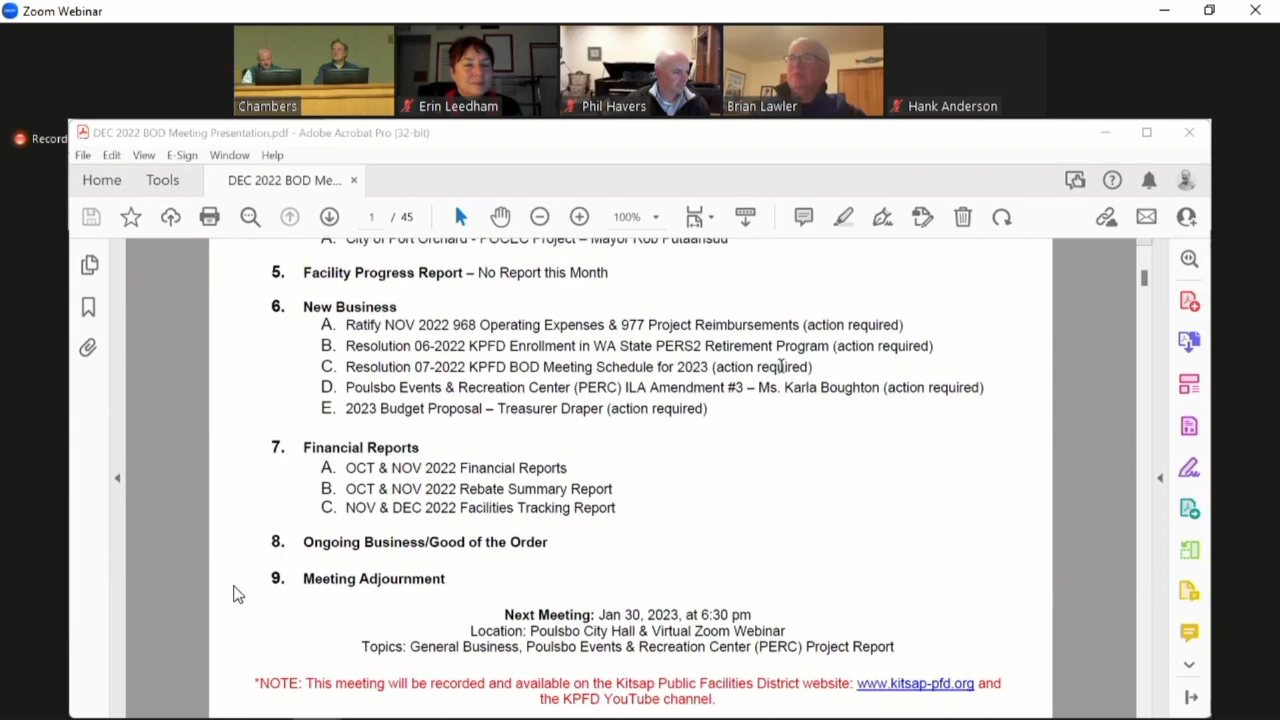 Zoom Webinar
Chambers
Erin Leedham
Phil Havers
Brian Lawler
Hank Anderson
Record
DEC 2022 BOD Meeting Presentation.pdf - Adobe Acrobat Pro (32-bit)
File Edit View E-Sign Window Help
Home Tools DEC 2022 BOD Me... ×
1 / 45 100%
A. City of Port Orchard - POCEC Project – Mayor Rob Putaansuu
5. Facility Progress Report – No Report this Month
6. New Business
A. Ratify NOV 2022 968 Operating Expenses & 977 Project Reimbursements (action required)
B. Resolution 06-2022 KPFD Enrollment in WA State PERS2 Retirement Program (action required)
C. Resolution 07-2022 KPFD BOD Meeting Schedule for 2023 (action required)
D. Poulsbo Events & Recreation Center (PERC) ILA Amendment #3 – Ms. Karla Boughton (action required)
E. 2023 Budget Proposal – Treasurer Draper (action required)
7. Financial Reports
A. OCT & NOV 2022 Financial Reports
B. OCT & NOV 2022 Rebate Summary Report
C. NOV & DEC 2022 Facilities Tracking Report
8. Ongoing Business/Good of the Order
9. Meeting Adjournment
Next Meeting: Jan 30, 2023, at 6:30 pm
Location: Poulsbo City Hall & Virtual Zoom Webinar
Topics: General Business, Poulsbo Events & Recreation Center (PERC) Project Report
*NOTE: This meeting will be recorded and available on the Kitsap Public Facilities District website: www.kitsap-pfd.org and
the KPFD YouTube channel.